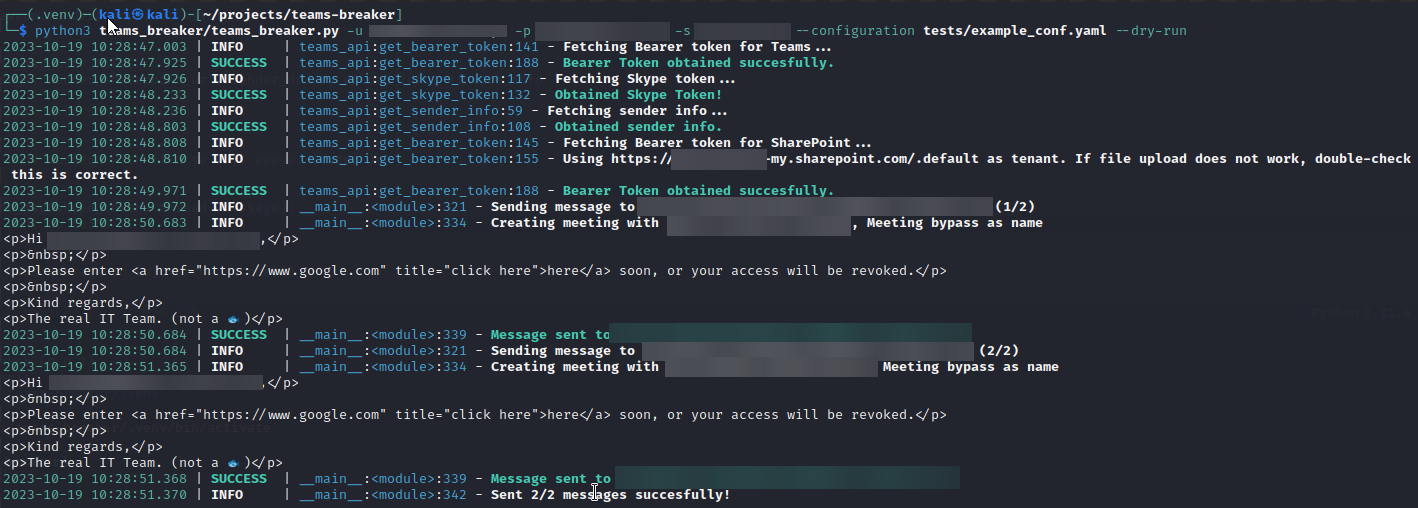 (.venv)─(kali㉿kali)-[~/projects/teams-breaker]
$ python3 teams_breaker/teams_breaker.py -u -p -s --configuration tests/example_conf.yaml --dry-run
2023-10-19 10:28:47.003 | INFO | teams_api:get_bearer_token:141 - Fetching Bearer token for Teams...
2023-10-19 10:28:47.925 | SUCCESS | teams_api:get_bearer_token:188 - Bearer Token obtained succesfully.
2023-10-19 10:28:47.926 | INFO | teams_api:get_skype_token:117 - Fetching Skype token...
2023-10-19 10:28:48.233 | SUCCESS | teams_api:get_skype_token:132 - Obtained Skype Token!
2023-10-19 10:28:48.236 | INFO | teams_api:get_sender_info:59 - Fetching sender info...
2023-10-19 10:28:48.803 | SUCCESS | teams_api:get_sender_info:108 - Obtained sender info.
2023-10-19 10:28:48.808 | INFO | teams_api:get_bearer_token:145 - Fetching Bearer token for SharePoint...
2023-10-19 10:28:48.810 | INFO | teams_api:get_bearer_token:155 - Using https:// -my.sharepoint.com/.default as tenant. If file upload does not work, double-check
this is correct.
2023-10-19 10:28:49.971 | SUCCESS | teams_api:get_bearer_token:188 - Bearer Token obtained succesfully.
2023-10-19 10:28:49.972 | INFO | __main__:<module>:321 - Sending message to (1/2)
2023-10-19 10:28:50.683 | INFO | __main__:<module>:334 - Creating meeting with , Meeting bypass as name
<p>Hi ,</p>
<p>&nbsp;</p>
<p>Please enter <a href="https://www.google.com" title="click here">here</a> soon, or your access will be revoked.</p>
<p>&nbsp;</p>
<p>Kind regards,</p>
<p>The real IT Team. (not a 🐟)</p>
2023-10-19 10:28:50.684 | SUCCESS | __main__:<module>:339 - Message sent to
2023-10-19 10:28:50.684 | INFO | __main__:<module>:321 - Sending message to (2/2)
2023-10-19 10:28:51.365 | INFO | __main__:<module>:334 - Creating meeting with Meeting bypass as name
<p>Hi ,</p>
<p>&nbsp;</p>
<p>Please enter <a href="https://www.google.com" title="click here">here</a> soon, or your access will be revoked.</p>
<p>&nbsp;</p>
<p>Kind regards,</p>
<p>The real IT Team. (not a 🐟)</p>
2023-10-19 10:28:51.368 | SUCCESS | __main__:<module>:339 - Message sent to
2023-10-19 10:28:51.370 | INFO | __main__:<module>:342 - Sent 2/2 messages succesfully!